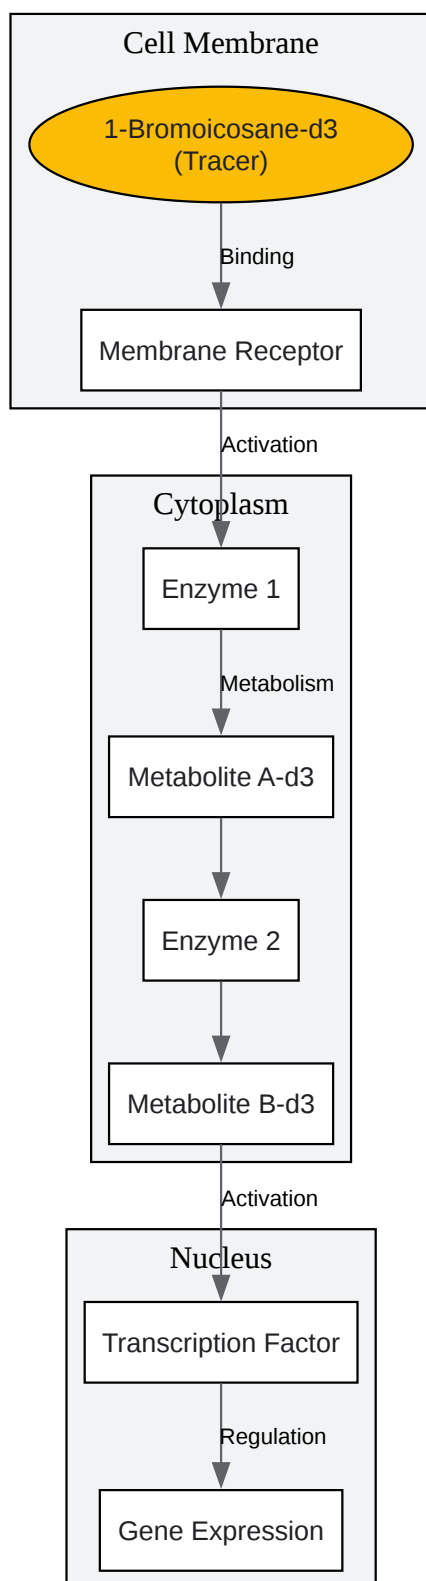 Cell Membrane
1-Bromoicosane-d3
(Tracer)
Binding
Membrane Receptor
Activation
Cytoplasm
Enzyme 1
Metabolism
Metabolite A-d3
Enzyme 2
Metabolite B-d3
Activation
Nucleus
Transcription Factor
Regulation
Gene Expression